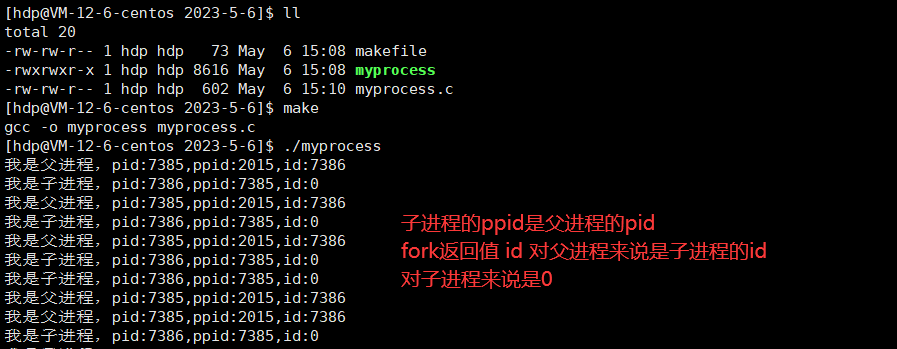 [hdp@VM-12-6-centos 2023-5-6]$ ll
total 20
-rw-rw-r-- 1 hdp hdp   73 May  6 15:08 makefile
-rwxrwxr-x 1 hdp hdp 8616 May  6 15:08 myprocess
-rw-rw-r-- 1 hdp hdp  602 May  6 15:10 myprocess.c
[hdp@VM-12-6-centos 2023-5-6]$ make
gcc -o myprocess myprocess.c
[hdp@VM-12-6-centos 2023-5-6]$ ./myprocess
我是父进程，pid:7385,ppid:2015,id:7386
我是子进程，pid:7386,ppid:7385,id:0
我是父进程，pid:7385,ppid:2015,id:7386
我是子进程，pid:7386,ppid:7385,id:0
我是父进程，pid:7385,ppid:2015,id:7386
我是子进程，pid:7386,ppid:7385,id:0
我是子进程，pid:7386,ppid:7385,id:0
我是父进程，pid:7385,ppid:2015,id:7386
我是父进程，pid:7385,ppid:2015,id:7386
我是子进程，pid:7386,ppid:7385,id:0
子进程的ppid是父进程的pid
fork返回值 id 对父进程来说是子进程的id
对子进程来说是0